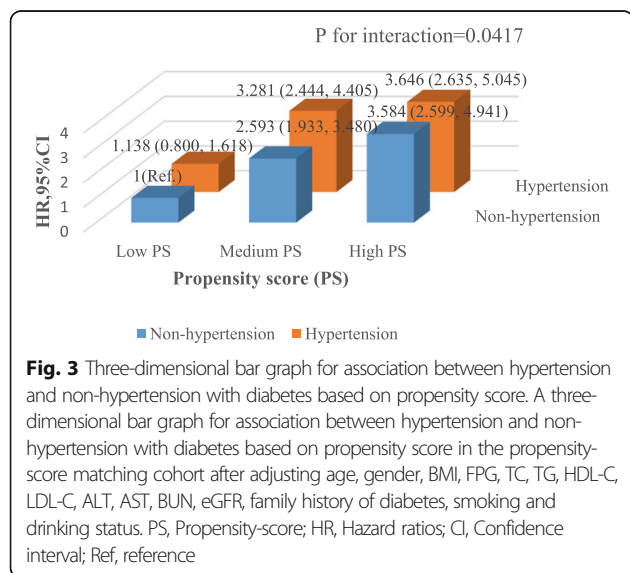 P for interaction=0.0417
3.281 (2.444, 4.405)
3.646 (2.635, 5.045)
2.593 (1.933, 3.480)
3.584 (2.599, 4.941)
1.138 (0.800, 1.618)
1(Ref.)
HR,95%CI
4
3
2
1
0
Hypertension
Non-hypertension
Low PS
Medium PS
High PS
Propensity score (PS)
Non-hypertension
Hypertension
Fig. 3 Three-dimensional bar graph for association between hypertension
and non-hypertension with diabetes based on propensity score. A three-
dimensional bar graph for association between hypertension and non-
hypertension with diabetes based on propensity score in the propensity-
score matching cohort after adjusting age, gender, BMI, FPG, TC, TG, HDL-C,
LDL-C, ALT, AST, BUN, eGFR, family history of diabetes, smoking and
drinking status. PS, Propensity-score; HR, Hazard ratios; CI, Confidence
interval; Ref, reference